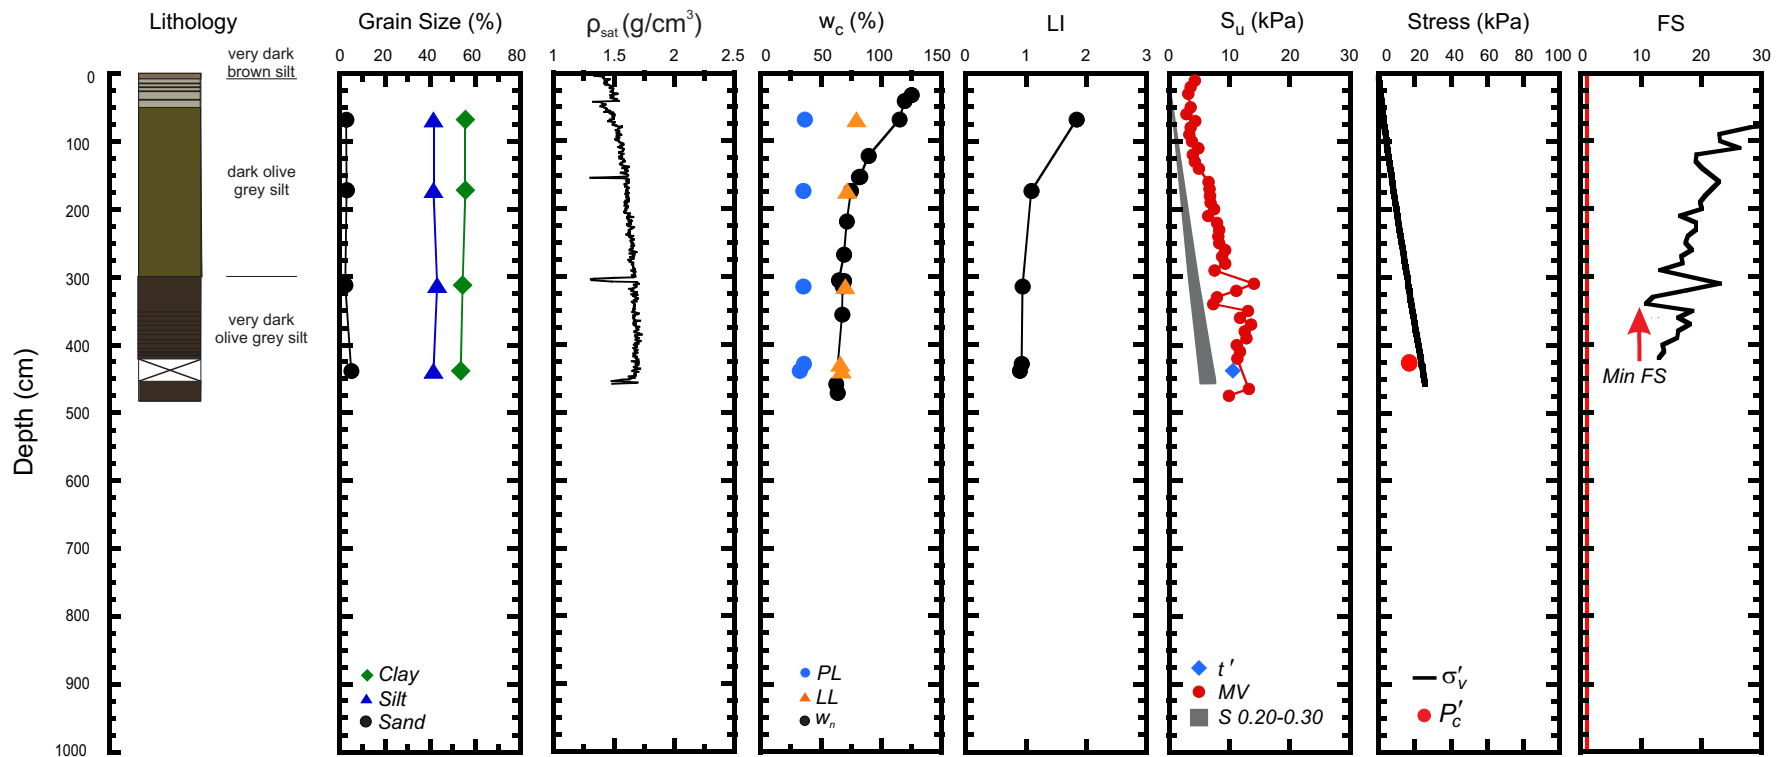 Lithology
Grain Size (%)
ρsat (g/cm³)
wc (%)
LI
Su (kPa)
Stress (kPa)
FS
0 20 40 60 80
1 1.5 2 2.5
0 50 100 150
0 1 2 3
0 10 20 30
0 20 40 60 80 100
0 10 20 30
very dark
brown silt
dark olive
grey silt
very dark
olive grey silt
Depth (cm)
0
100
200
300
400
500
600
700
800
900
1000
Clay
Silt
Sand
PL
LL
wn
t'
MV
S 0.20-0.30
σ'v
P'c
Min FS